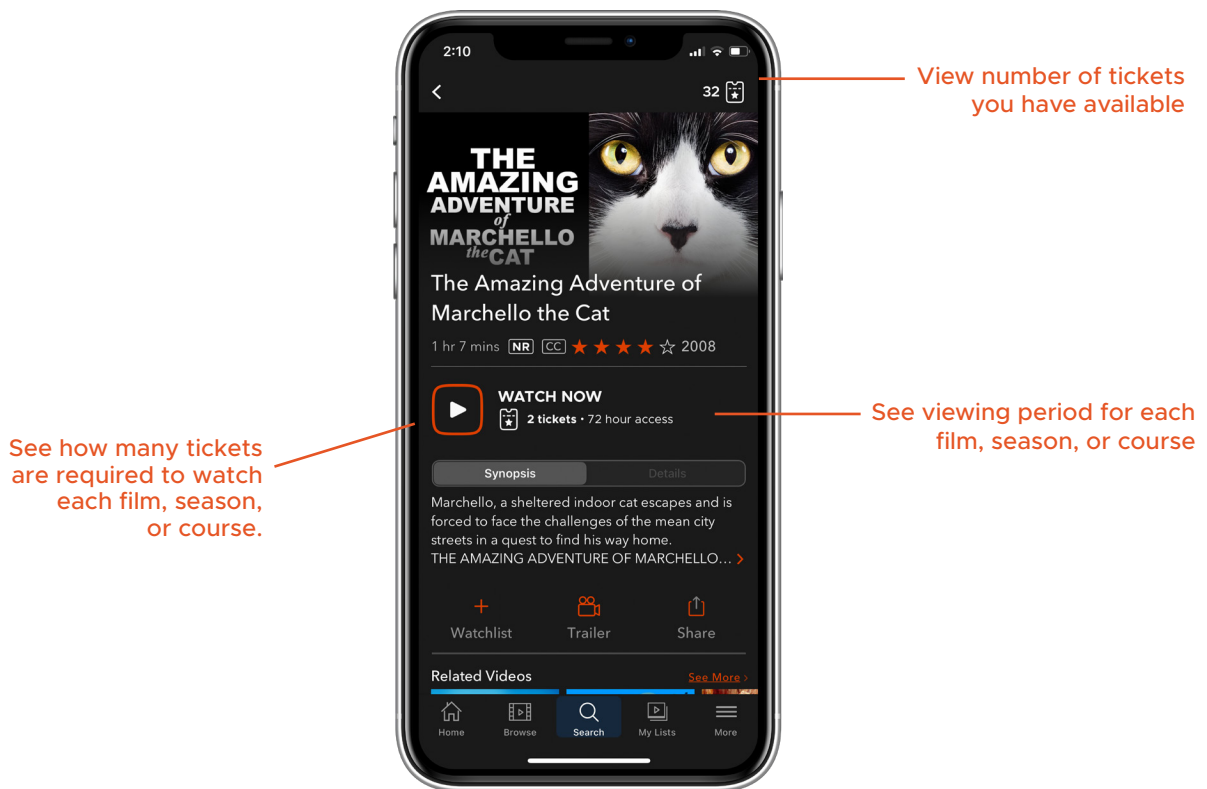 2:10
View number of tickets
you have available
32
THE
AMAZING
ADVENTURE
of
MARCHELLO
the CAT
The Amazing Adventure of
Marchello the Cat
1 hr 7 mins NR CC 2008
WATCH NOW
2 tickets • 72 hour access
See viewing period for each
film, season, or course
See how many tickets
are required to watch
each film, season,
or course.
Synopsis Details
Marchello, a sheltered indoor cat escapes and is
forced to face the challenges of the mean city
streets in a quest to find his way home.
THE AMAZING ADVENTURE OF MARCHELLO...
Watchlist Trailer Share
Related Videos See More
Home Browse Search My Lists More